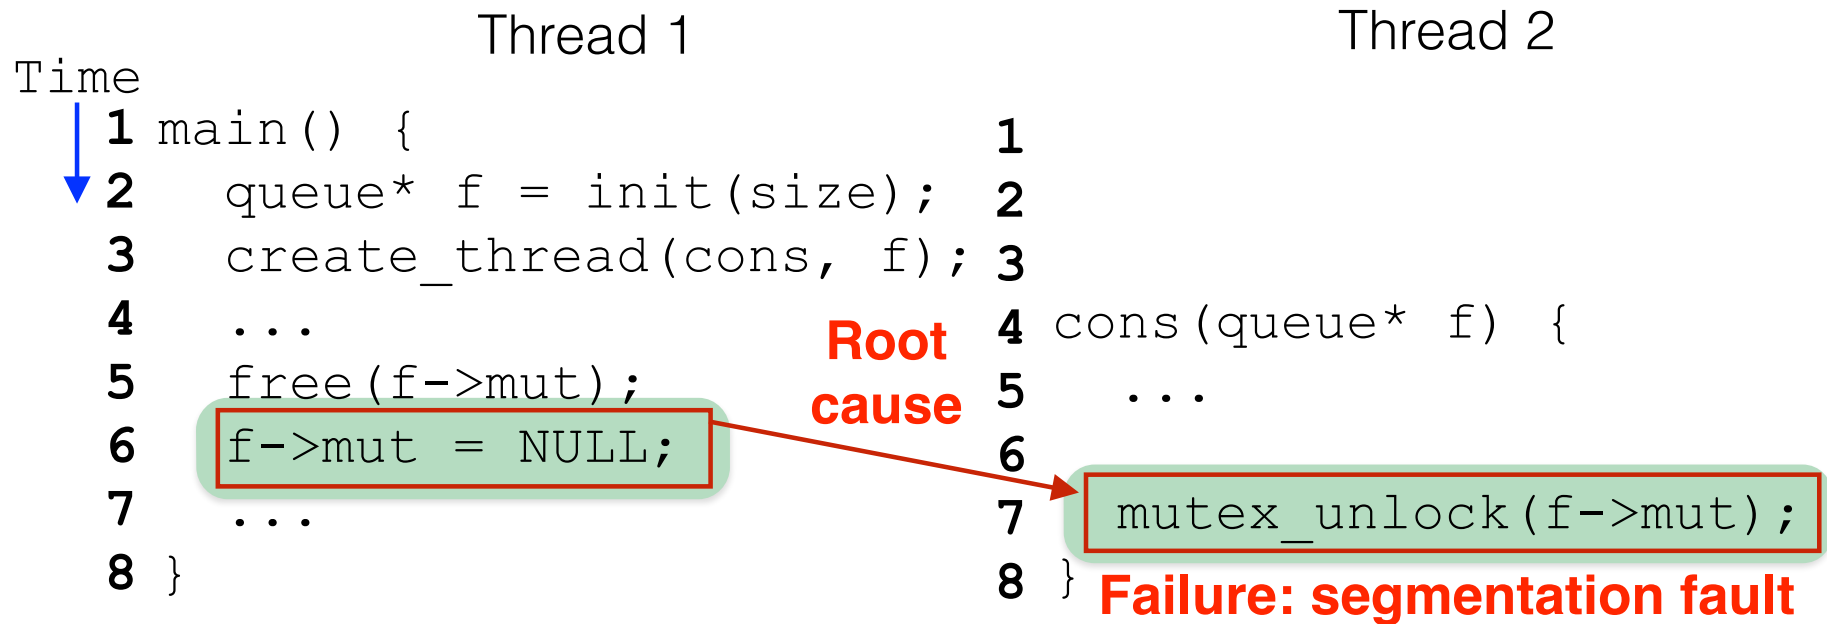 Thread 1
Thread 2
Time
1 main() {
2 queue* f = init(size);
3 create_thread(cons, f);
4 ...
5 free(f->mut);
6 f->mut = NULL;
7 ...
8 }
Root
cause
1
2
3
4 cons(queue* f) {
5 ...
6
7 mutex_unlock(f->mut);
8 }
Failure: segmentation fault